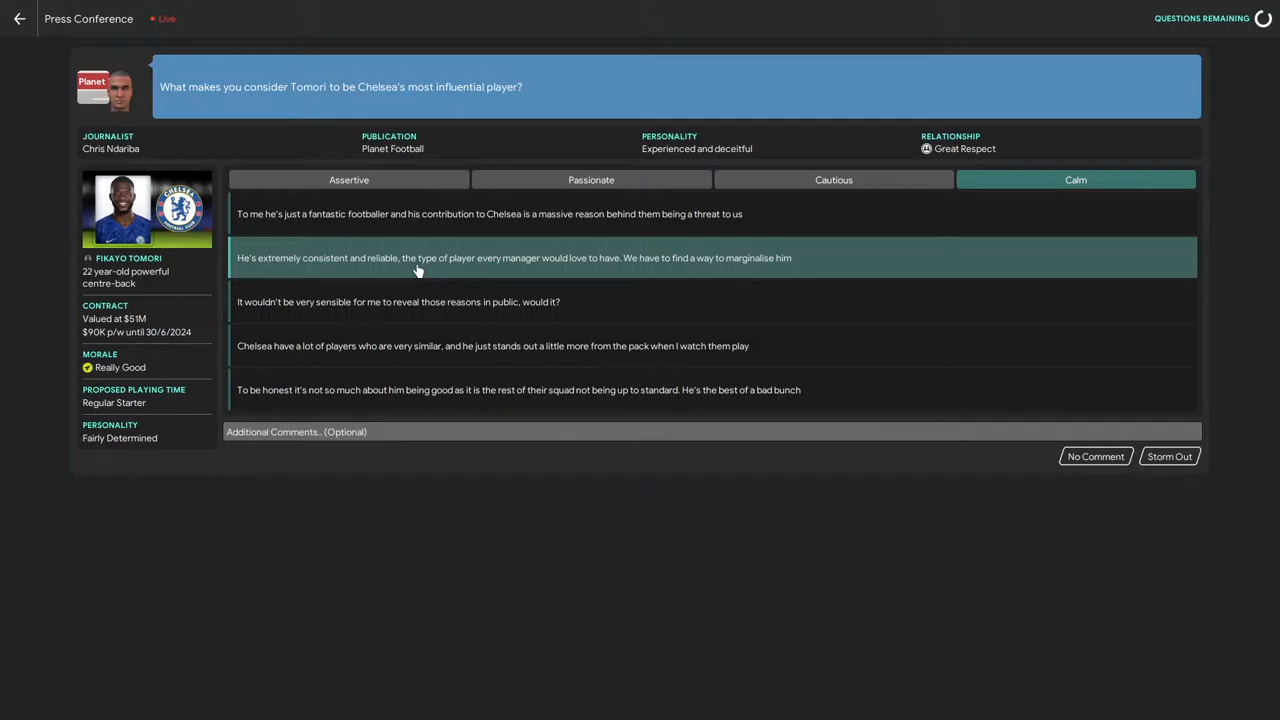 Press Conference
Live
QUESTIONS REMAINING
Planet
What makes you consider Tomori to be Chelsea's most influential player?
JOURNALIST
Chris Ndariba
PUBLICATION
Planet Football
PERSONALITY
Experienced and deceitful
RELATIONSHIP
Great Respect
CHELSEA
FOOTBALL CLUB
FIKAYO TOMORI
22 year-old powerful
centre-back
CONTRACT
Valued at $51M
$90K p/w until 30/6/2024
MORALE
Really Good
PROPOSED PLAYING TIME
Regular Starter
PERSONALITY
Fairly Determined
Assertive
Passionate
Cautious
Calm
To me he's just a fantastic footballer and his contribution to Chelsea is a massive reason behind them being a threat to us
He's extremely consistent and reliable, the type of player every manager would love to have. We have to find a way to marginalise him
It wouldn't be very sensible for me to reveal those reasons in public, would it?
Chelsea have a lot of players who are very similar, and he just stands out a little more from the pack when I watch them play
To be honest it's not so much about him being good as it is the rest of their squad not being up to standard. He's the best of a bad bunch
Additional Comments... (Optional)
No Comment
Storm Out